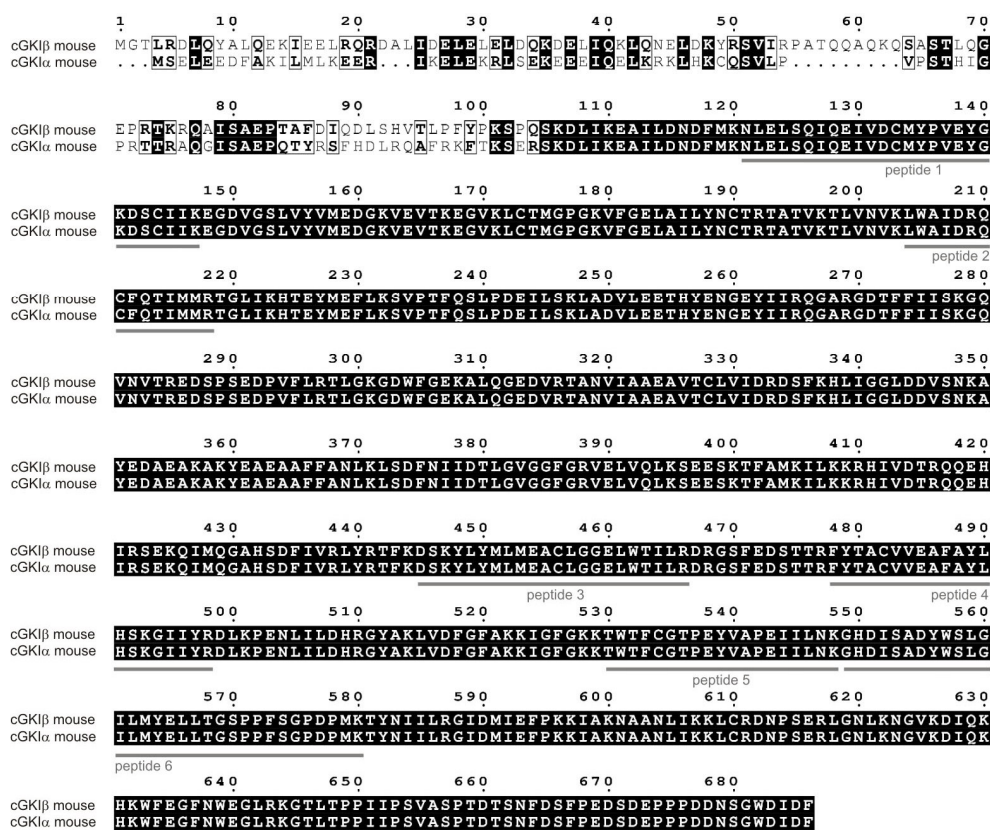 1 10 20 30 40 50 60 70
cGKIβ mouse MGTLRDLQYALQEKIEELRQRDALIDELELELDQKDELIQKLQNELDKYRSVIRPATQQAQKQSASTLQG
cGKIα mouse ...MSELEEDFAKILMLKEER...IKELEKRLSEKEEEIQELKRKLHKCQSVLP.........VPSTHIG
80 90 100 110 120 130 140
cGKIβ mouse EPRTKRQAISAEPTAFDIQDLSHVTLPFYPKSPQSKDLIKEAILDNDFMKNLELSQIQEIVDCMYPVEYG
cGKIα mouse PRTTRAQGISAEPQTYRSFHDLRQAFRKFTKSERSKDLIKEAILDNDFMKNLELSQIQEIVDCMYPVEYG
peptide 1
150 160 170 180 190 200 210
cGKIβ mouse KDSCIIKEGDVGSLVYVMEDGKVEVTKEGVKLCTMGPGKVFGELAILYNCTRTATVKTLVNVKLWAIDRQ
cGKIα mouse KDSCIIKEGDVGSLVYVMEDGKVEVTKEGVKLCTMGPGKVFGELAILYNCTRTATVKTLVNVKLWAIDRQ
peptide 2
220 230 240 250 260 270 280
cGKIβ mouse CFQTIMMRTGLIKHTEYMEFLKSVPTFQSLPDEILSKLADVLEETHYENGEYIIRQGARGDTFFIISKGQ
cGKIα mouse CFQTIMMRTGLIKHTEYMEFLKSVPTFQSLPDEILSKLADVLEETHYENGEYIIRQGARGDTFFIISKGQ
290 300 310 320 330 340 350
cGKIβ mouse VNVTREDSPSEDPVFLRTLGKGDWFGEKALQGEDVRTANVIAAEAVTCLVIDRDSFKHLIGGLDDVSNKA
cGKIα mouse VNVTREDSPSEDPVFLRTLGKGDWFGEKALQGEDVRTANVIAAEAVTCLVIDRDSFKHLIGGLDDVSNKA
360 370 380 390 400 410 420
cGKIβ mouse YEDAEAKAKYEAEAAFFANLKLSDFNIIDTLGVGGFGRVELVQLKSEESKTFAMKILKKRHIVDTRQQEH
cGKIα mouse YEDAEAKAKYEAEAAFFANLKLSDFNIIDTLGVGGFGRVELVQLKSEESKTFAMKILKKRHIVDTRQQEH
430 440 450 460 470 480 490
cGKIβ mouse IRSEKQIMQGAHSDFIVRLYRTFKDSKYLYMLMEACLGGELWTILRDRGSFEDSTTRFYTACVVEAFAYL
cGKIα mouse IRSEKQIMQGAHSDFIVRLYRTFKDSKYLYMLMEACLGGELWTILRDRGSFEDSTTRFYTACVVEAFAYL
peptide 3 peptide 4
500 510 520 530 540 550 560
cGKIβ mouse HSKGIIYRDLKPENLILDHRGYAKLVDFGFAKKIGFGKKTWTFCGTPEYVAPEIILNKGHDISADYWSLG
cGKIα mouse HSKGIIYRDLKPENLILDHRGYAKLVDFGFAKKIGFGKKTWTFCGTPEYVAPEIILNKGHDISADYWSLG
peptide 5
570 580 590 600 610 620 630
cGKIβ mouse ILMYELLTGSPPFSGPDPMKTYNIILRGIDMIEFPKKIAKNAANLIKKLCRDNPSERLGNLKNGVKDIQK
cGKIα mouse ILMYELLTGSPPFSGPDPMKTYNIILRGIDMIEFPKKIAKNAANLIKKLCRDNPSERLGNLKNGVKDIQK
peptide 6
640 650 660 670 680
cGKIβ mouse HKWFEGFNWEGLRKGTLTPPIIPSVASPTDTSNFDSFPEDSDEPPPDDNSGWDIDF
cGKIα mouse HKWFEGFNWEGLRKGTLTPPIIPSVASPTDTSNFDSFPEDSDEPPPDDNSGWDIDF